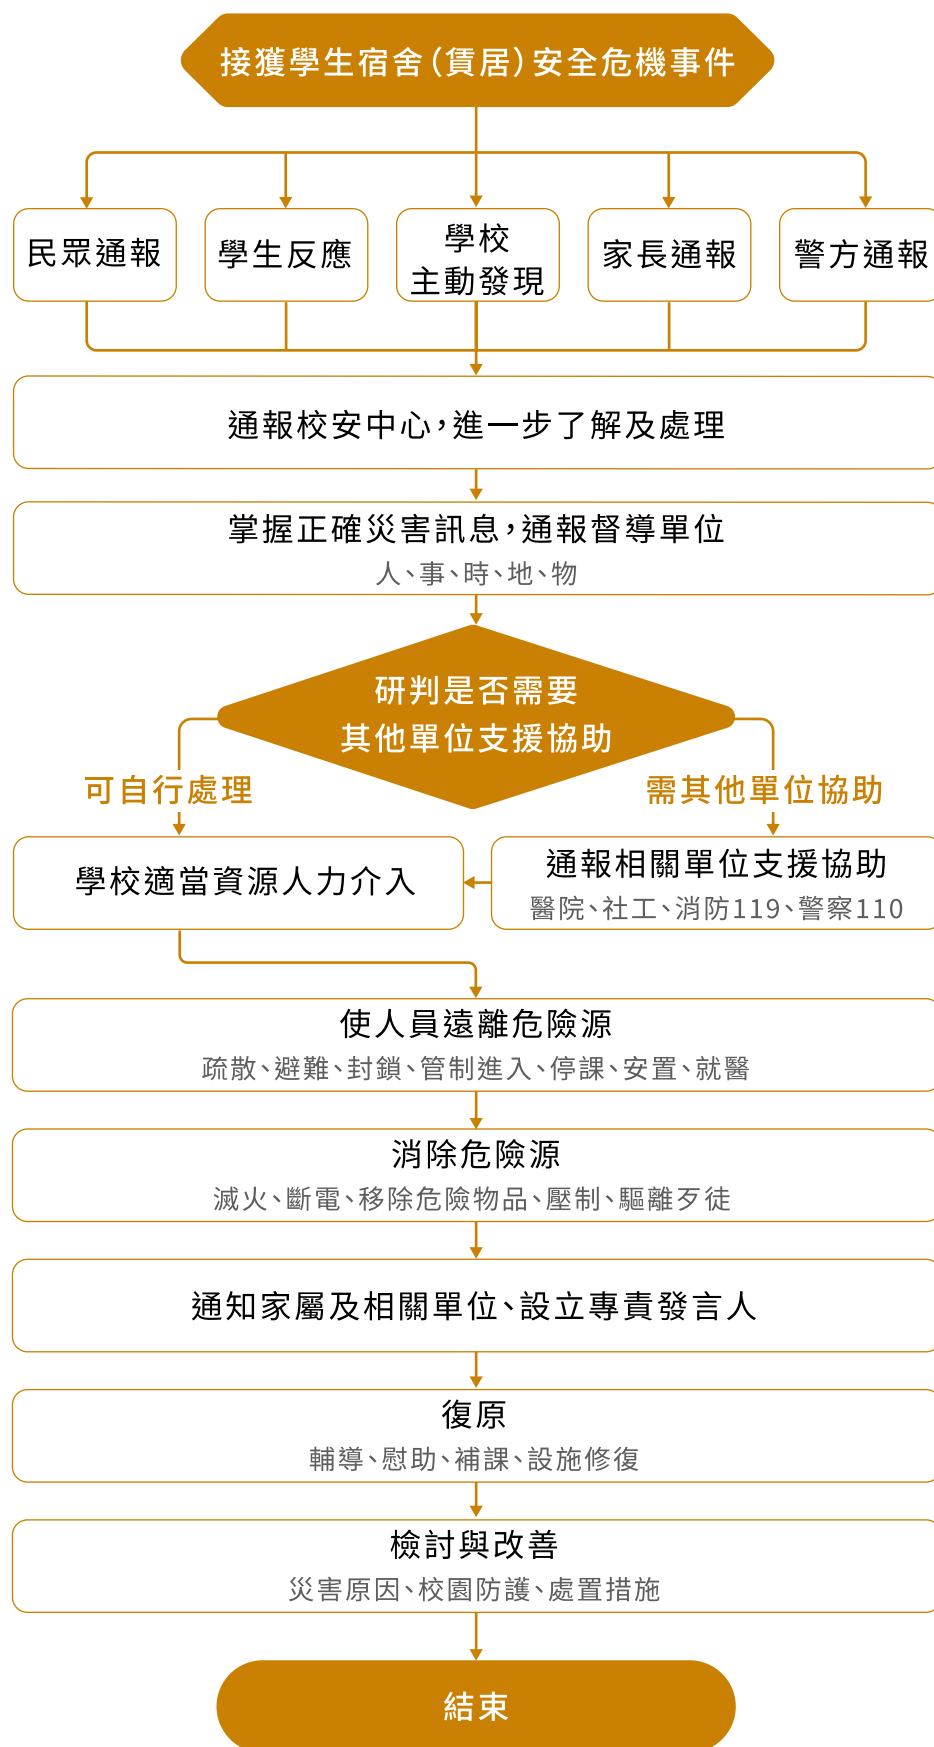 接獲學生宿舍（賃居）安全危機事件
民眾通報
學生反應
學校
主動發現
家長通報
警方通報
通報校安中心，進一步了解及處理
掌握正確災害訊息，通報督導單位
人、事、時、地、物
研判是否需要
其他單位支援協助
可自行處理
需其他單位協助
學校適當資源人力介入
通報相關單位支援協助
醫院、社工、消防119、警察110
使人員遠離危險源
疏散、避難、封鎖、管制進入、停課、安置、就醫
消除危險源
滅火、斷電、移除危險物品、壓制、驅離歹徒
通知家屬及相關單位、設立專責發言人
復原
輔導、慰助、補課、設施修復
檢討與改善
災害原因、校園防護、處置措施
結束